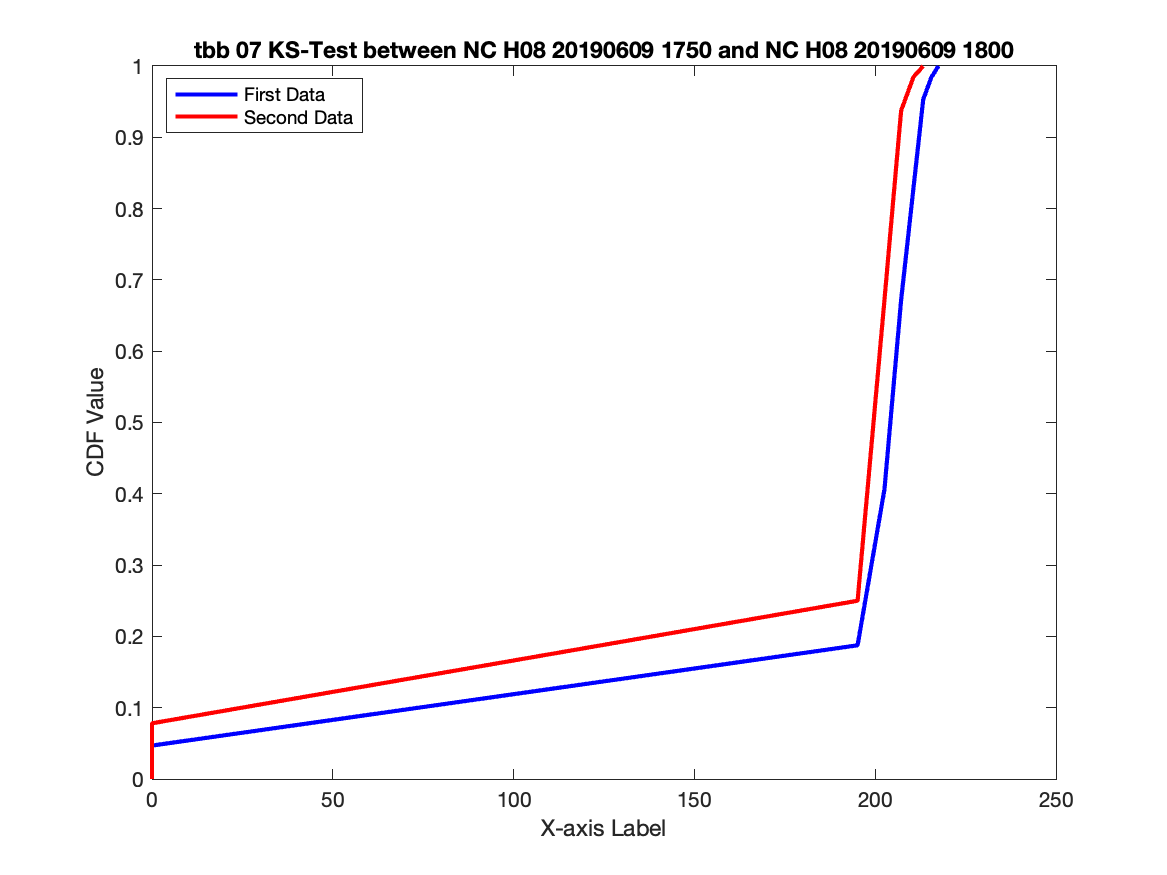 tbb 07 KS-Test between NC H08 20190609 1750 and NC H08 20190609 1800
First Data
Second Data
1
0.9
0.8
0.7
0.6
0.5
0.4
0.3
0.2
0.1
0
CDF Value
0 50 100 150 200 250
X-axis Label